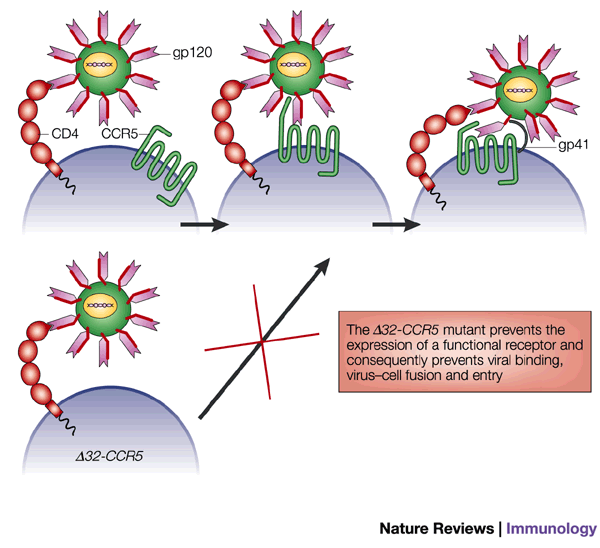 gp120
CD4
CCR5
gp41
The Δ32-CCR5 mutant prevents the
expression of a functional receptor and
consequently prevents viral binding,
virus–cell fusion and entry
Δ32-CCR5
Nature Reviews | Immunology